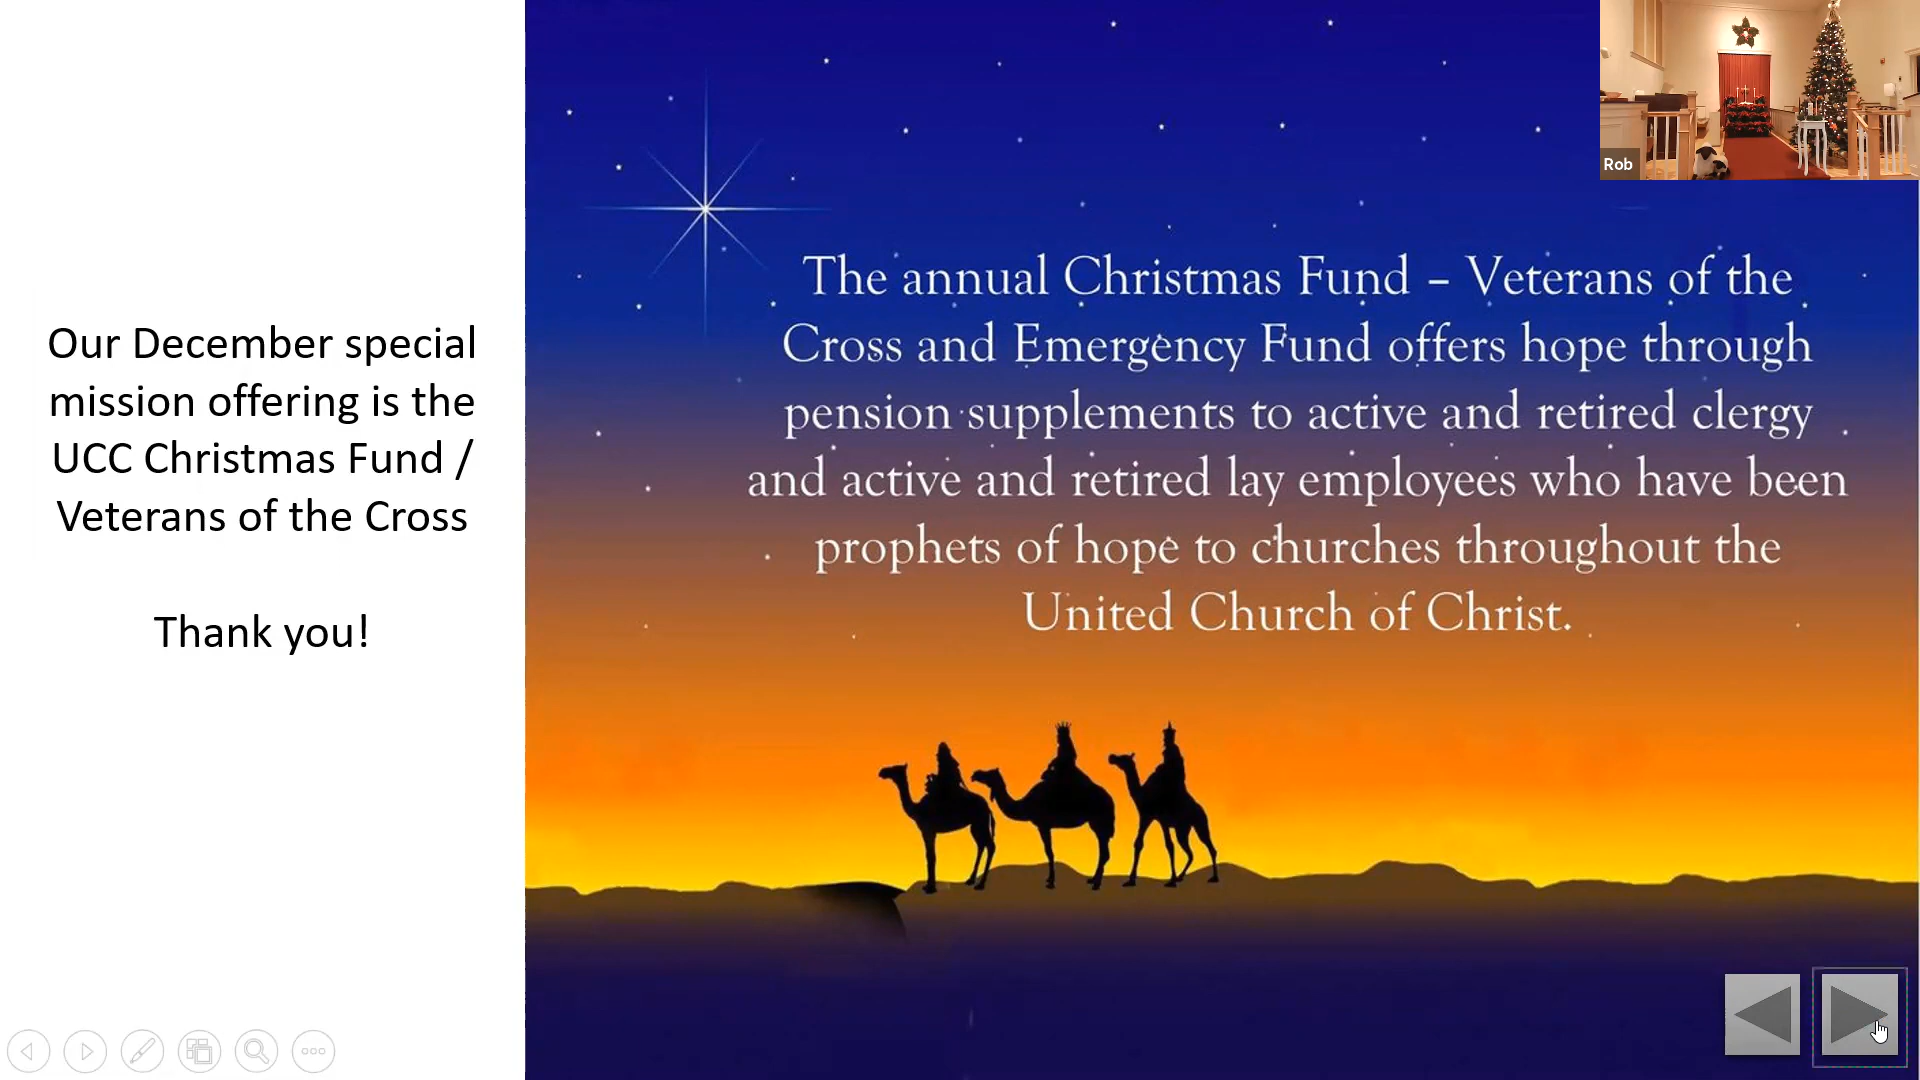 Our December special
mission offering is the
UCC Christmas Fund /
Veterans of the Cross
Thank you!
The annual Christmas Fund – Veterans of the
Cross and Emergency Fund offers hope through
pension supplements to active and retired clergy
and active and retired lay employees who have been
prophets of hope to churches throughout the
United Church of Christ.
Rob